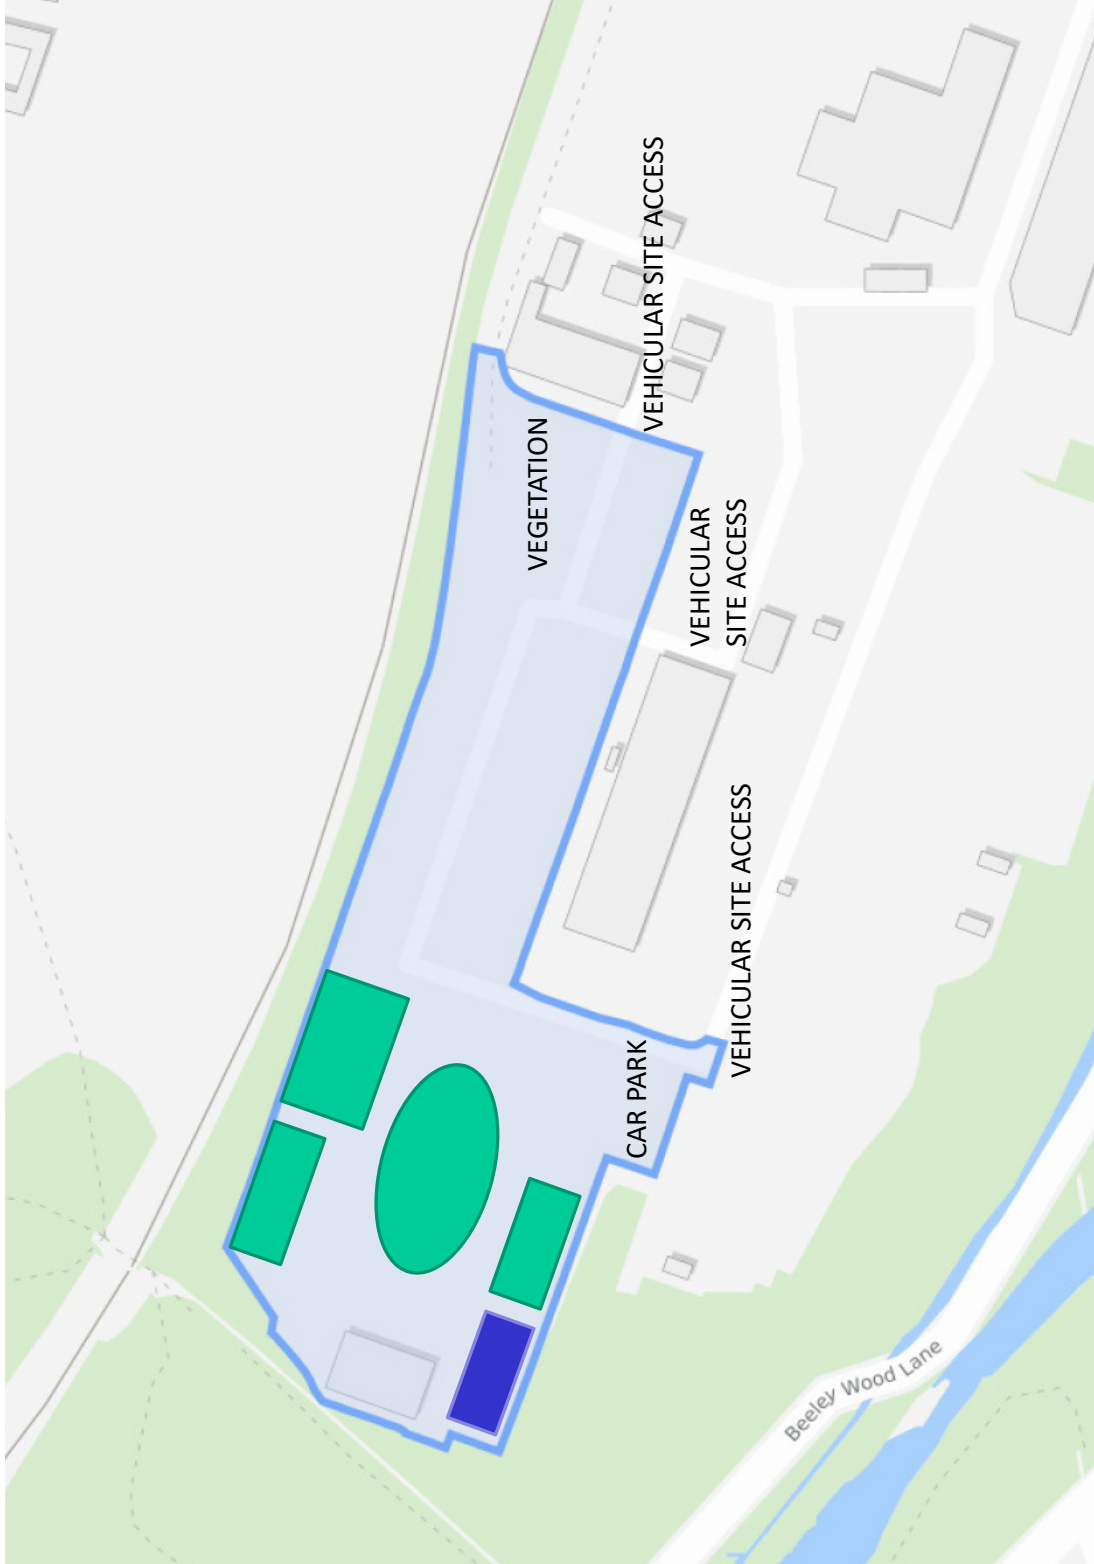 VEHICULAR SITE ACCESS
VEGETATION
VEHICULAR
SITE ACCESS
VEHICULAR SITE ACCESS
CAR PARK
Beeley Wood Lane